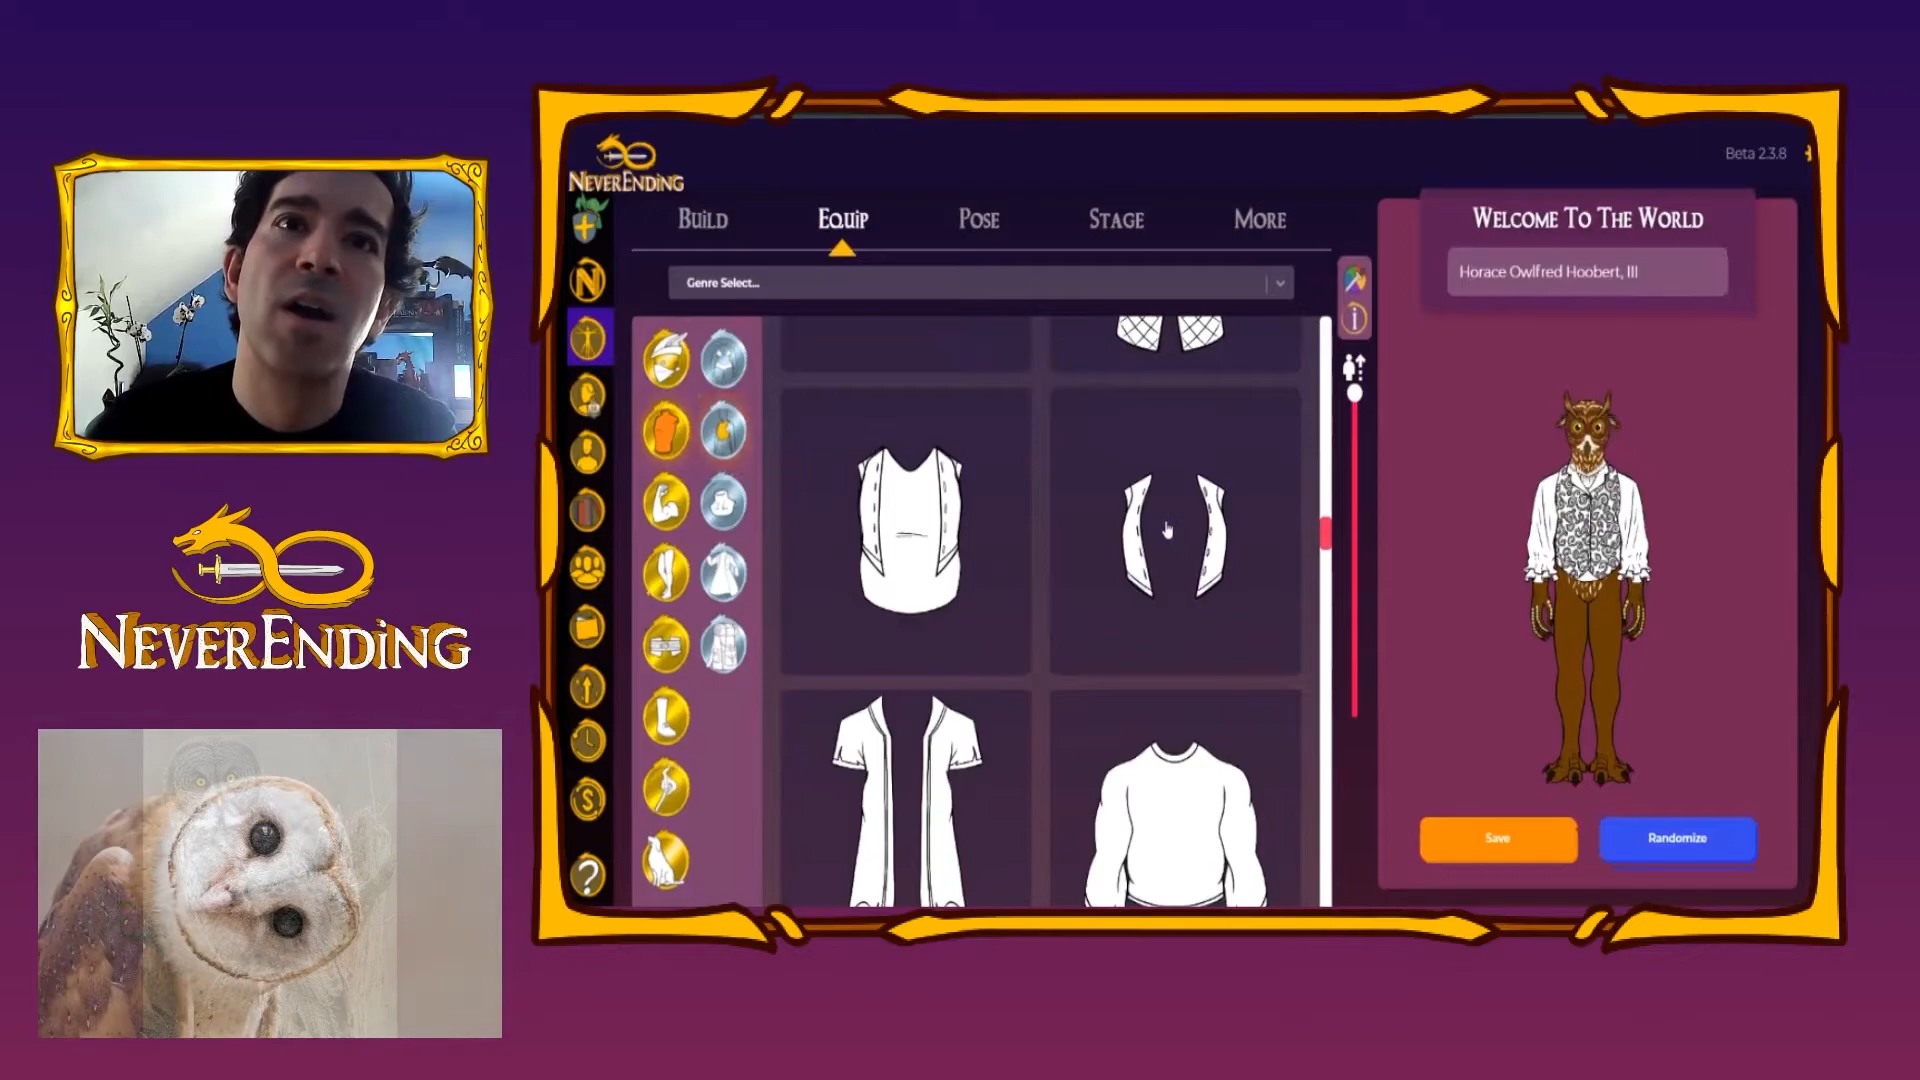 NEVERENDING
Beta 2.3.8
BUILD
EQUIP
POSE
STAGE
MORE
Genre Select...
WELCOME TO THE WORLD
Horace Owlfred Hoobert, III
Save
Randomize
NEVERENDING